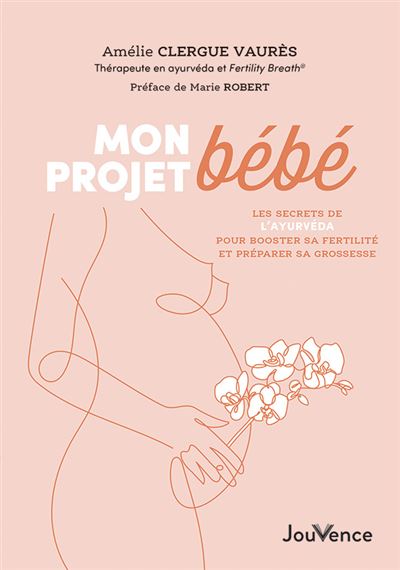 Amélie CLERGUE VAURÈS
Thérapeute en ayurvéda et Fertility Breath®
Préface de Marie ROBERT
MON
PROJET bébé
LES SECRETS DE
L'AYURVÉDA
POUR BOOSTER SA FERTILITÉ
ET PRÉPARER SA GROSSESSE
JouVence